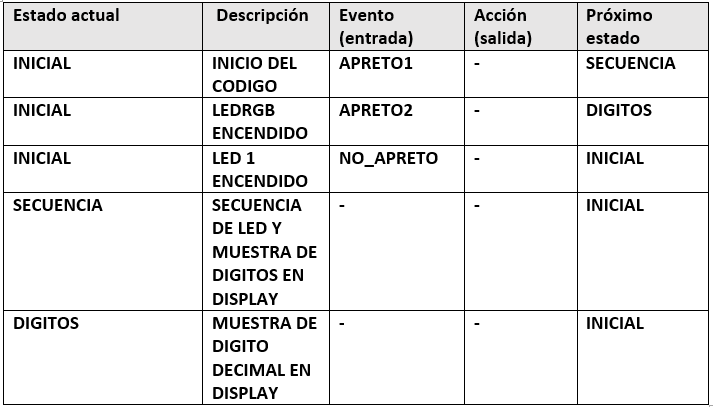 Estado actual Descripción Evento (entrada) Acción (salida) Próximo estado
INICIAL INICIO DEL CODIGO APRETO1 - SECUENCIA
INICIAL LEDRGB ENCENDIDO APRETO2 - DIGITOS
INICIAL LED 1 ENCENDIDO NO_APRETO - INICIAL
SECUENCIA SECUENCIA DE LED Y MUESTRA DE DIGITOS EN DISPLAY - - INICIAL
DIGITOS MUESTRA DE DIGITO DECIMAL EN DISPLAY - - INICIAL